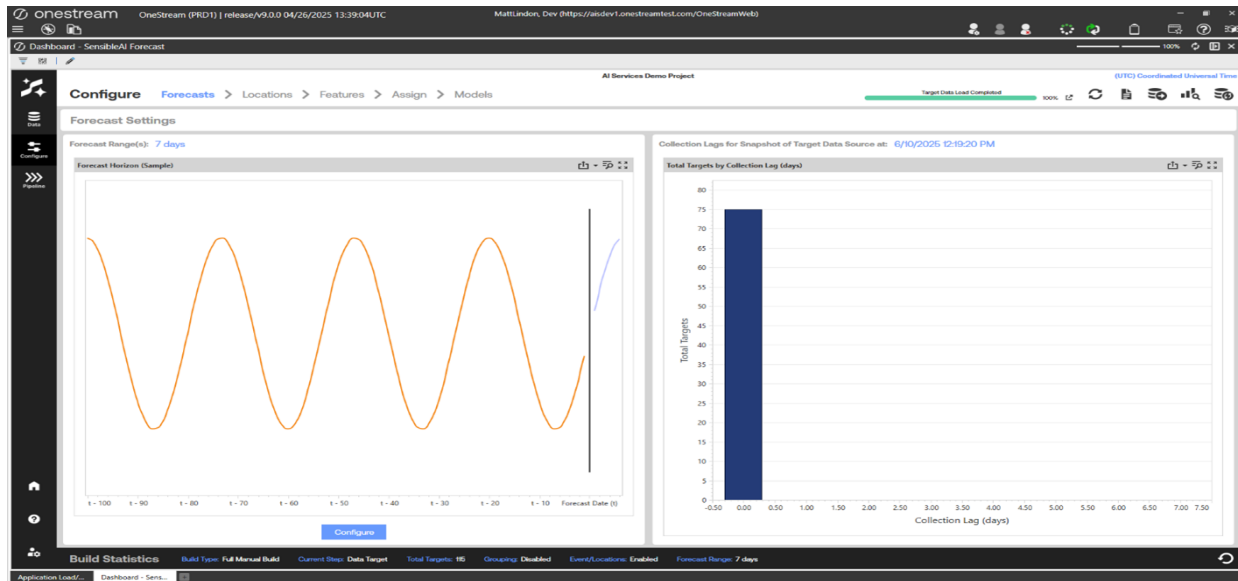 onestream OneStream (PRD1) | release/v9.0.0 04/26/2025 13:39:04UTC MattLindon, Dev (https://aisdev1.onestreamtest.com/OneStreamWeb)
Dashboard - SensibleAI Forecast
100%
AI Services Demo Project
(UTC) Coordinated Universal Time
Configure Forecasts > Locations > Features > Assign > Models
Target Data Load Completed
100%
Data
Configure
Pipeline
Forecast Settings
Forecast Range(s): 7 days
Forecast Horizon (Sample)
t - 100 t - 90 t - 80 t - 70 t - 60 t - 50 t - 40 t - 30 t - 20 t - 10 Forecast Date (t)
Configure
Collection Lags for Snapshot of Target Data Source at: 6/10/2025 12:19:20 PM
Total Targets by Collection Lag (days)
Total Targets
80
75
70
65
60
55
50
45
40
35
30
25
20
15
10
5
0
-0.50 0.00 0.50 1.00 1.50 2.00 2.50 3.00 3.50 4.00 4.50 5.00 5.50 6.00 6.50 7.00 7.50
Collection Lag (days)
Build Statistics Build Type: Full Manual Build Current Step: Data Target Total Targets: 115 Grouping: Disabled Event/Locations: Enabled Forecast Range: 7 days
Application Load/... Dashboard - Sens...